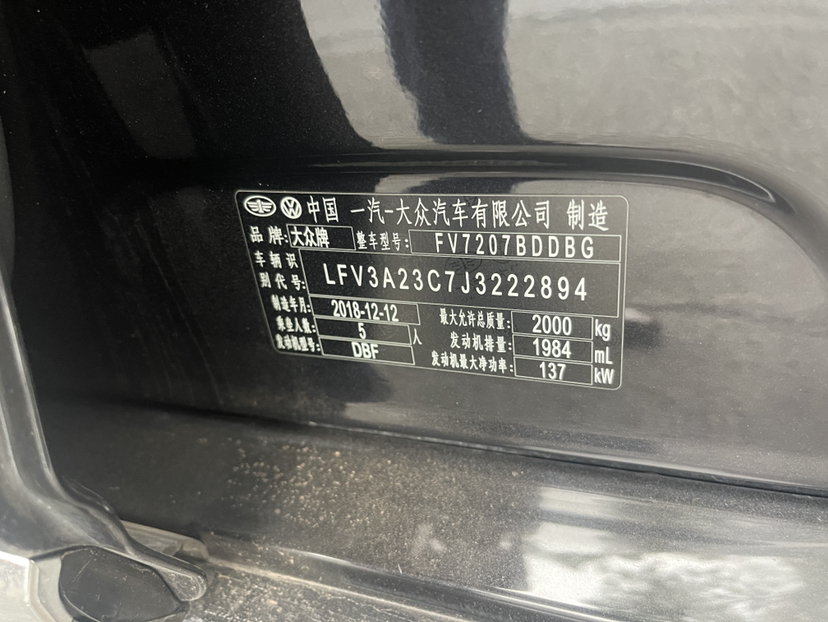 中国 一汽-大众汽车有限公司 制造
品牌: 大众牌 整车型号: FV7207BDDBG
车辆识别代号: LFV3A23C7J3222894
制造年月: 2018-12-12 最大允许总质量: 2000 kg
乘坐人数: 5 人 发动机排量: 1984 mL
发动机型号: DBF 发动机最大净功率: 137 kW